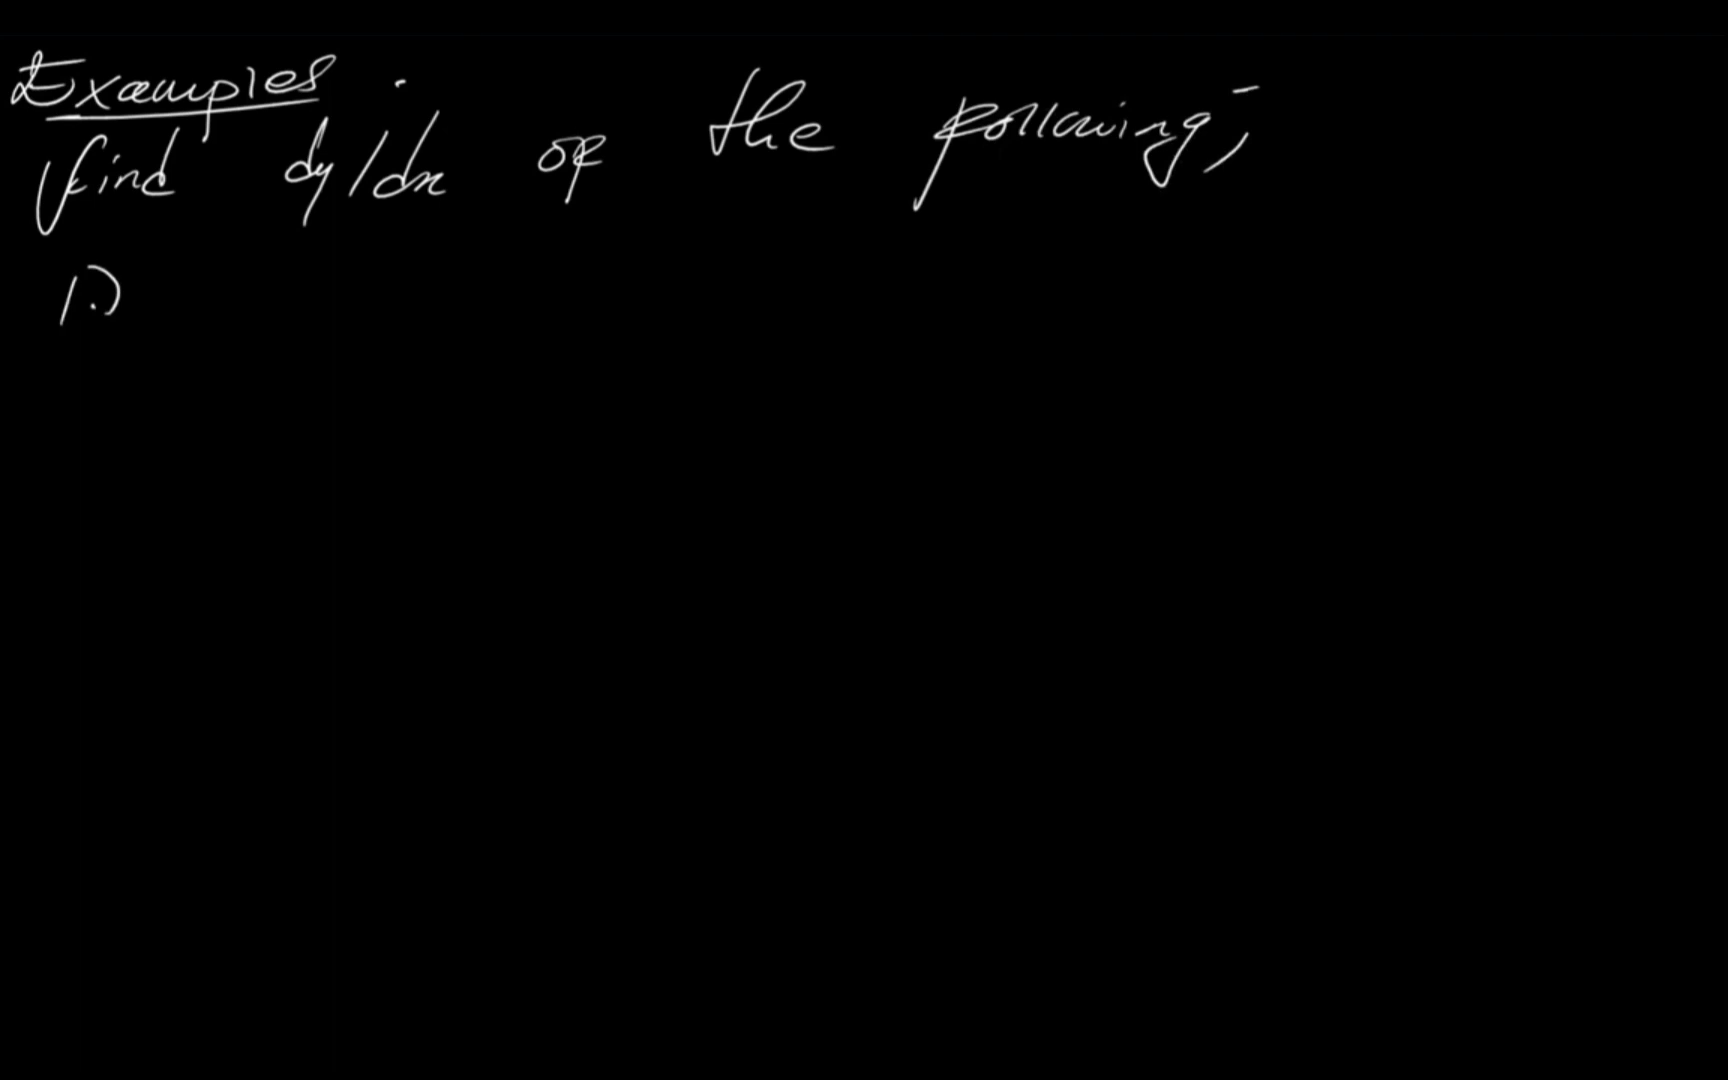 Examples.
find dy/dx of the following;
1.)